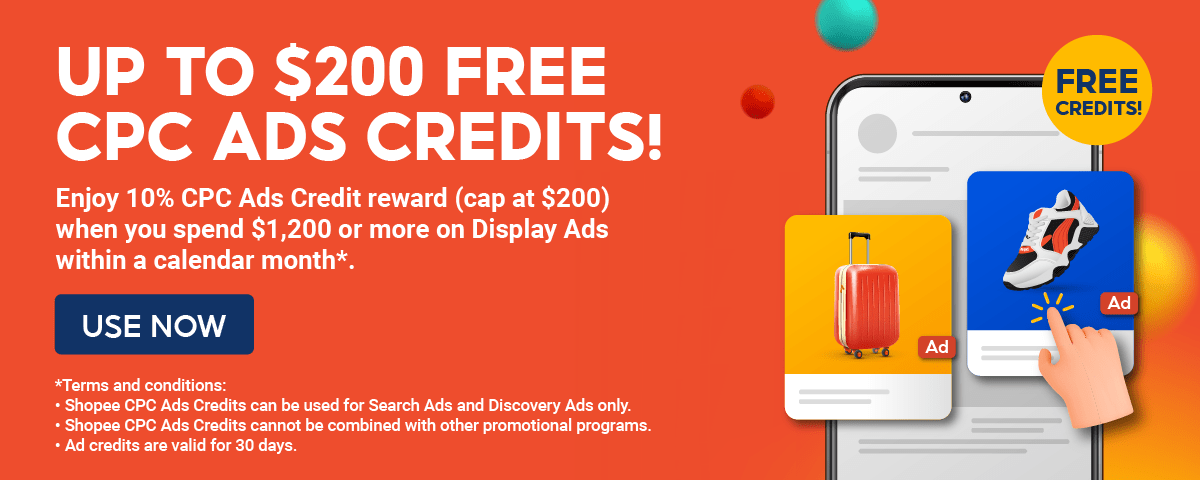 UP TO $200 FREE
CPC ADS CREDITS!
Enjoy 10% CPC Ads Credit reward (cap at $200)
when you spend $1,200 or more on Display Ads
within a calendar month*.
USE NOW
*Terms and conditions:
• Shopee CPC Ads Credits can be used for Search Ads and Discovery Ads only.
• Shopee CPC Ads Credits cannot be combined with other promotional programs.
• Ad credits are valid for 30 days.
FREE
CREDITS!
Ad
Ad